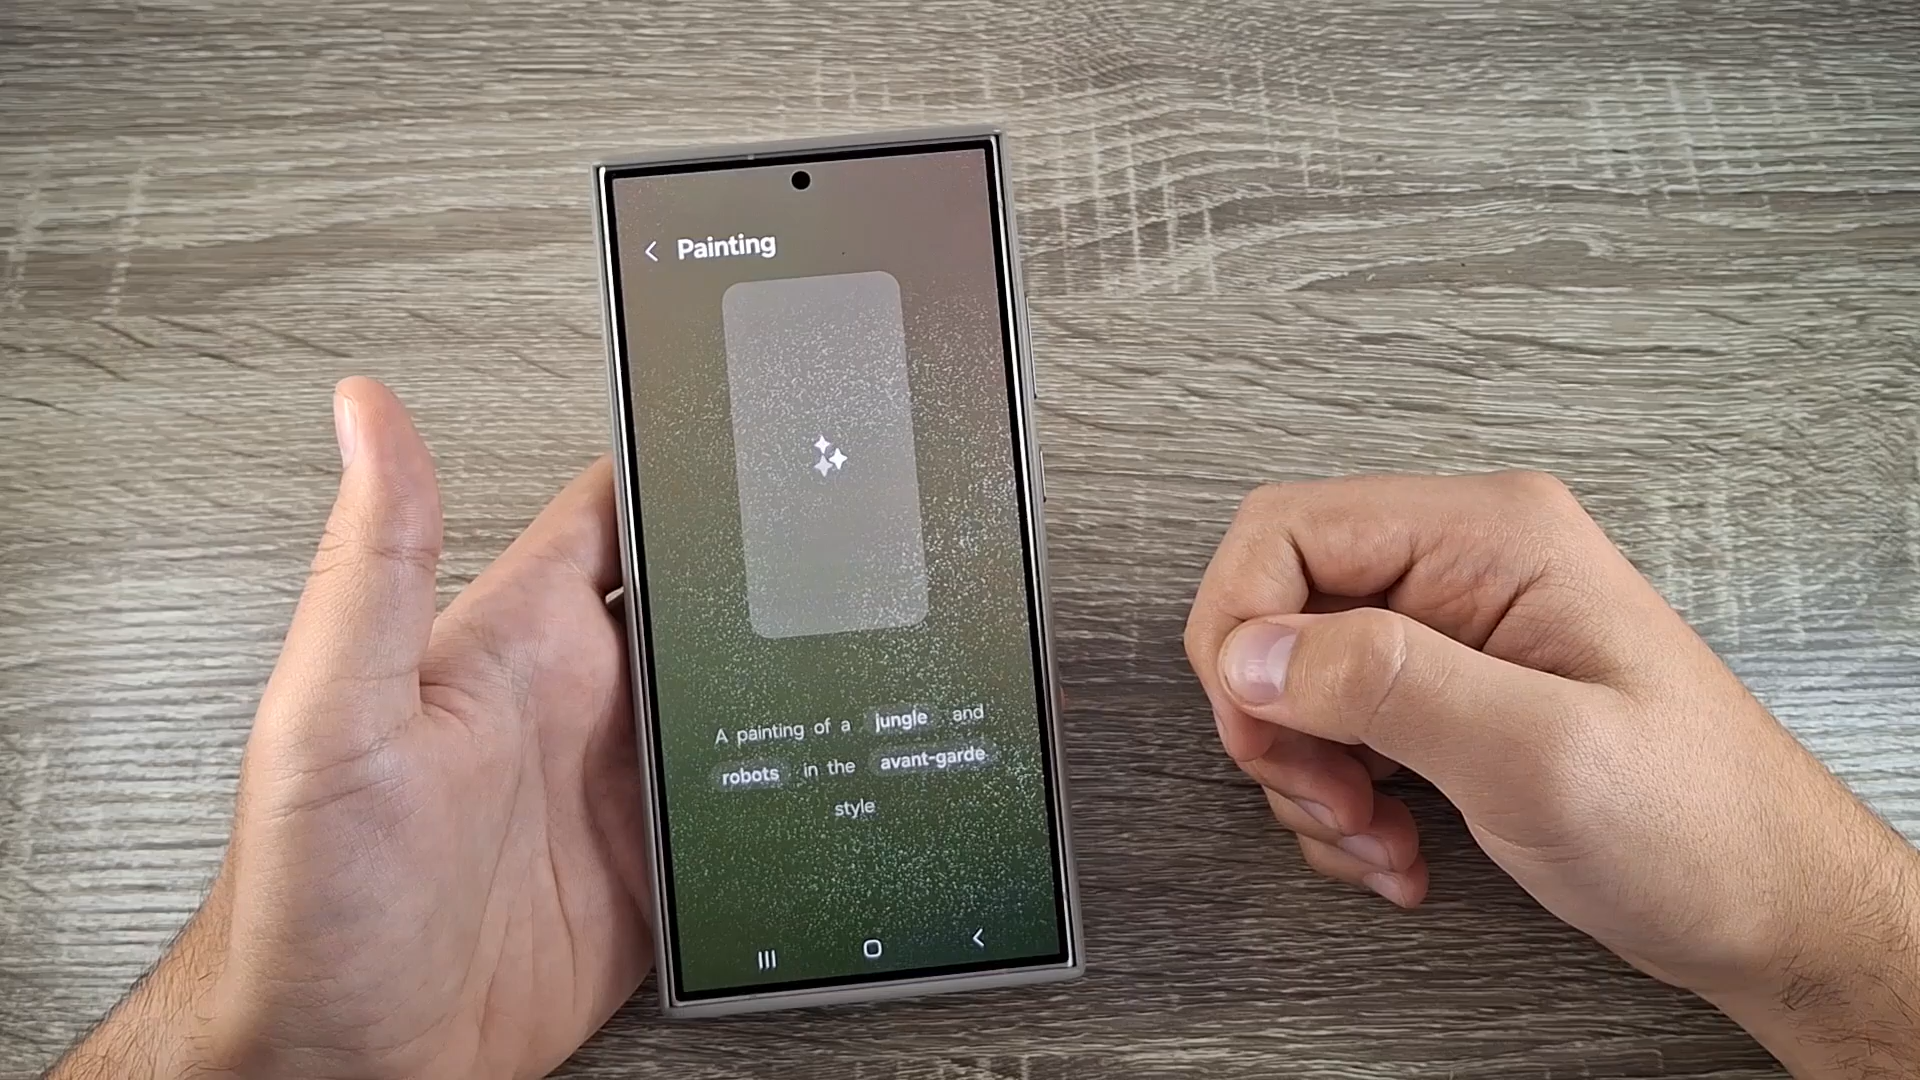 Painting
A painting of a jungle and
robots in the avant-garde
style